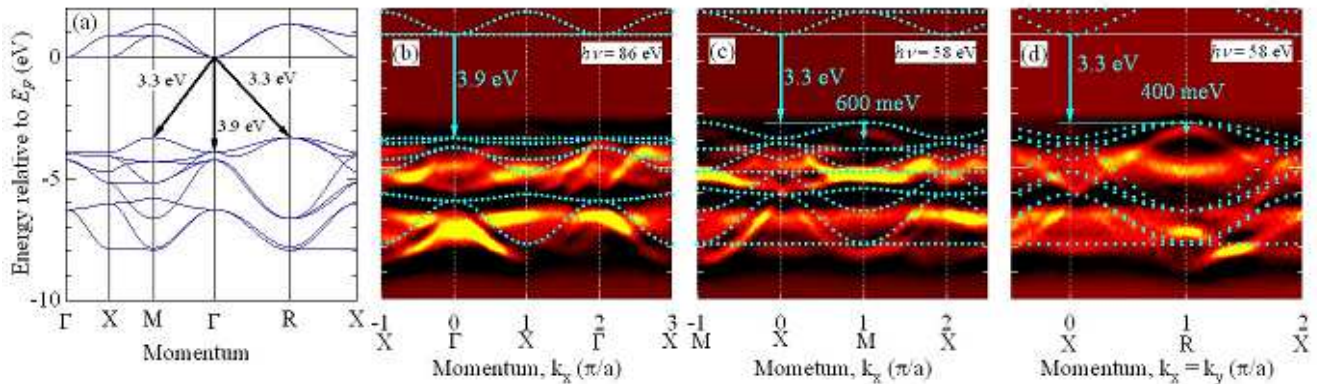 (a)
0
-5
-10
Energy relative to E_F (eV)
3.3 eV
3.3 eV
3.9 eV
Γ X M Γ R X
Momentum
(b)
hν = 86 eV
3.9 eV
-1 0 1 2 3
X Γ X Γ X
Momentum, k_x (π/a)
(c)
hν = 58 eV
3.3 eV
600 meV
-1 0 1 2
M X M X
Mometum, k_x (π/a)
(d)
hν = 58 eV
3.3 eV
400 meV
0 1 2
X R X
Momentum, k_x = k_y (π/a)